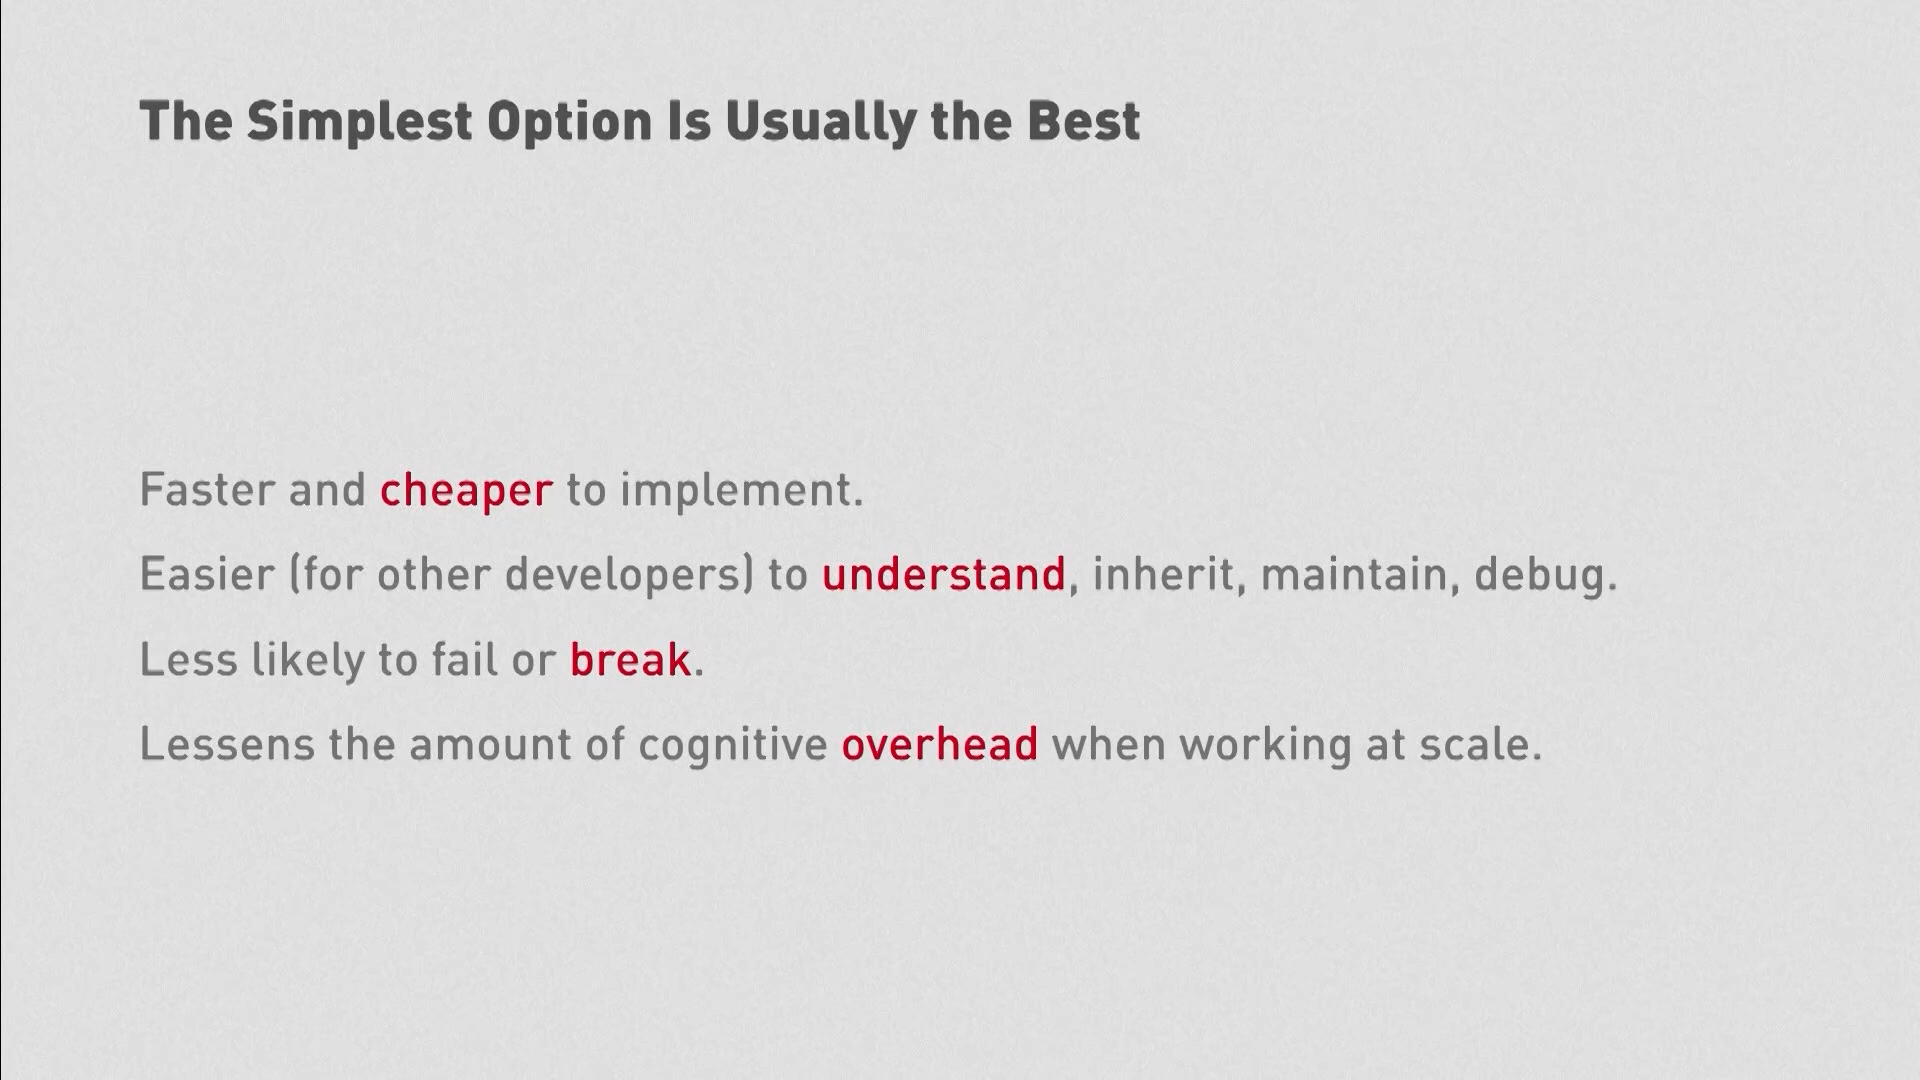 The Simplest Option Is Usually the Best
Faster and cheaper to implement.
Easier (for other developers) to understand, inherit, maintain, debug.
Less likely to fail or break.
Lessens the amount of cognitive overhead when working at scale.